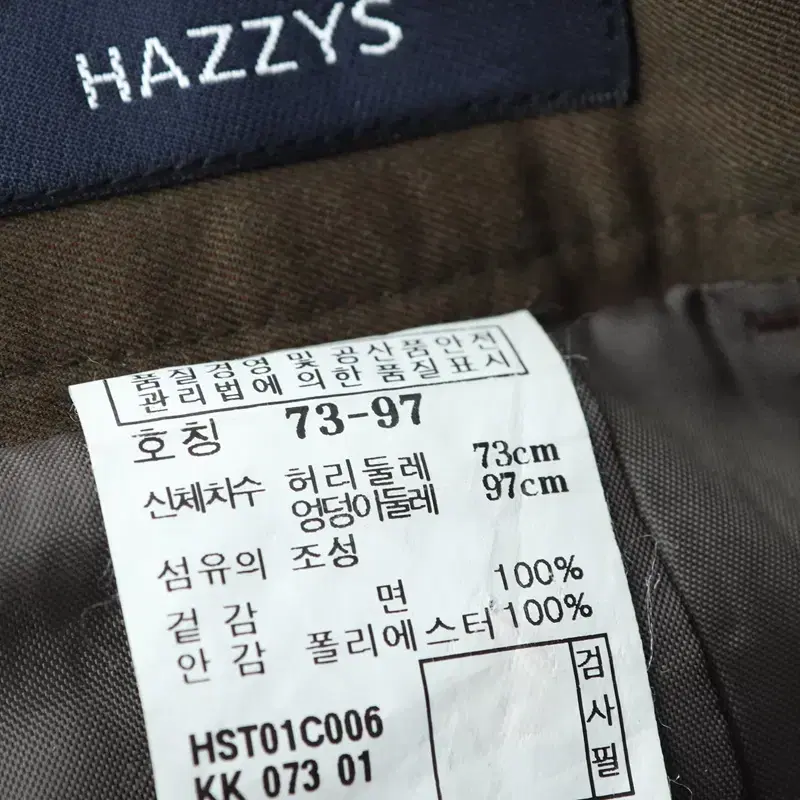 HAZZYS
품질경영 및 공산품안전
관리법에 의한 품질표시
호칭 73-97
신체치수 허리둘레 73cm
엉덩이둘레 97cm
섬유의 조성
겉감 면 100%
안감 폴리에스터 100%
HST01C006
KK 073 01
검사필